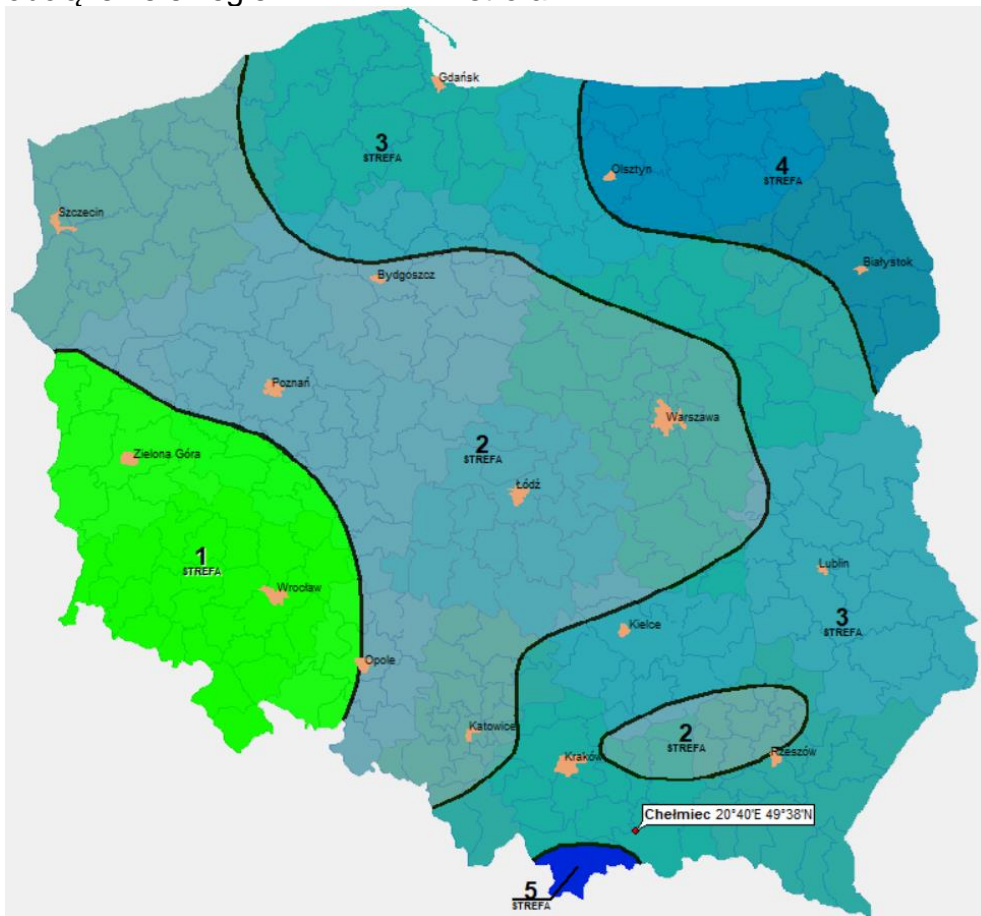 Gdańsk
3
STREFA
4
STREFA
Olsztyn
Szczecin
Białystok
Bydgoszcz
Poznań
Warszawa
2
STREFA
Zielona Góra
Łódź
1
STREFA
Wrocław
Lublin
3
STREFA
Kielce
Opole
Katowice
2
STREFA
Rzeszów
Kraków
Chełmiec 20°40'E 49°38'N
5
STREFA